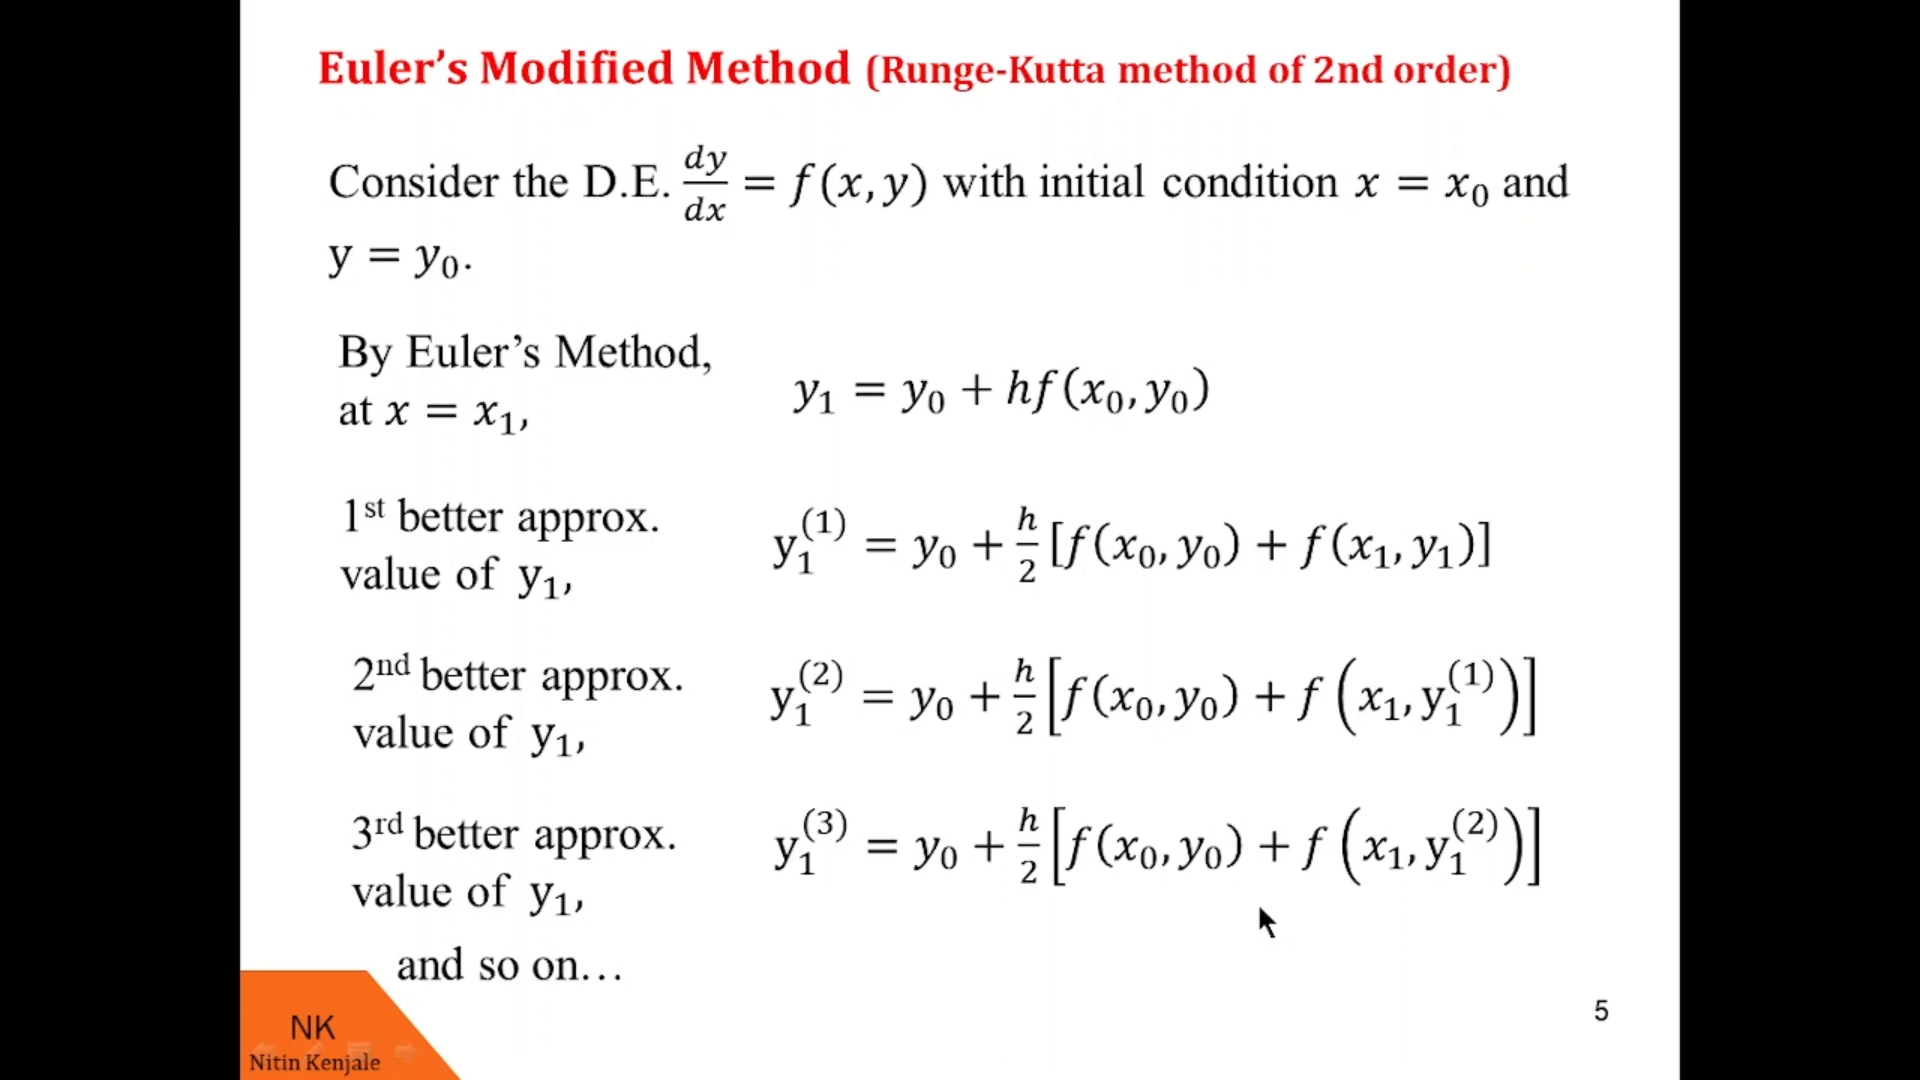 Euler’s Modified Method (Runge-Kutta method of 2nd order)
Consider the D.E. dy/dx = f(x, y) with initial condition x = x₀ and
y = y₀.
By Euler’s Method,
at x = x₁,
y₁ = y₀ + hf(x₀, y₀)
1st better approx.
value of y₁,
y₁⁽¹⁾ = y₀ + h/2 [f(x₀, y₀) + f(x₁, y₁)]
2nd better approx.
value of y₁,
y₁⁽²⁾ = y₀ + h/2 [f(x₀, y₀) + f (x₁, y₁⁽¹⁾)]
3rd better approx.
value of y₁,
y₁⁽³⁾ = y₀ + h/2 [f(x₀, y₀) + f (x₁, y₁⁽²⁾)]
and so on…
NK
Nitin Kenjale
5